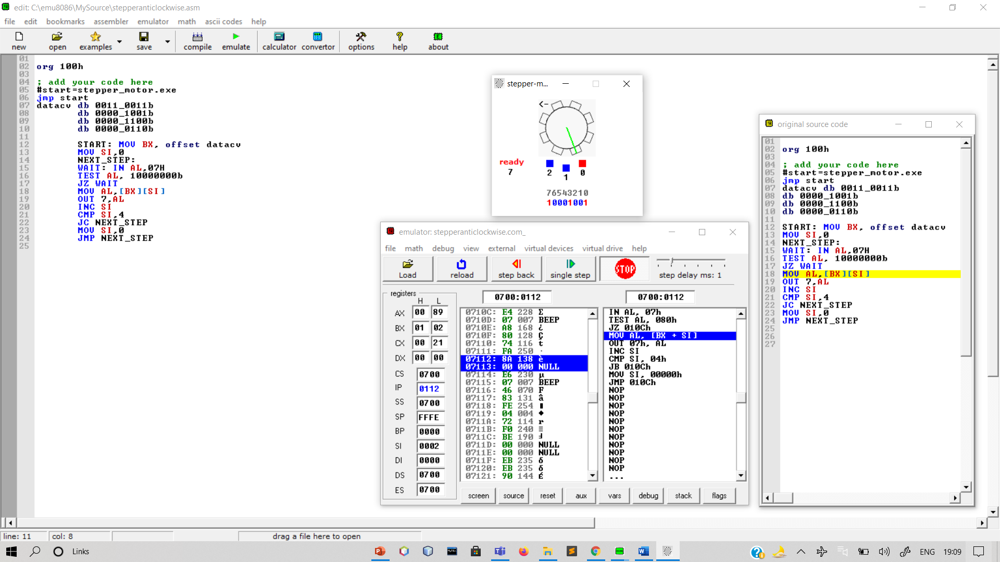 edit: C:\emu8086\MySource\stepperanticlockwise.asm
file edit bookmarks assembler emulator math ascii codes help
new open examples save compile emulate calculator convertor options help about
01
02 org 100h
03
04 ; add your code here
05 #start=stepper_motor.exe
06 jmp start
07 datacv db 0011_0011b
08 db 0000_1001b
09 db 0000_1100b
10 db 0000_0110b
11
12 START: MOV BX, offset datacv
13 MOV SI,0
14 NEXT_STEP:
15 WAIT: IN AL,07H
16 TEST AL, 10000000b
17 JZ WAIT
18 MOV AL,[BX][SI]
19 OUT 7,AL
20 INC SI
21 CMP SI,4
22 JC NEXT_STEP
23 MOV SI,0
24 JMP NEXT_STEP
25
stepper-m...
<-
ready
7
2 1 0
76543210
10001001
emulator: stepperanticlockwise.com_
file math debug view external virtual devices virtual drive help
Load reload step back single step STOP step delay ms: 1
registers
H L
AX 00 89
BX 01 02
CX 00 21
DX 00 00
CS 0700
IP 0112
SS 0700
SP FFFE
BP 0000
SI 0002
DI 0000
DS 0700
ES 0700
0700:0112 0700:0112
0710C: E4 228 Σ
0710D: 07 007 BEEP
0710E: A8 168 ¿
0710F: 80 128 Ç
07110: 74 116 t
07111: FA 250 ·
07112: 8A 138 è
07113: 00 000 NULL
07114: E6 230 µ
07115: 07 007 BEEP
07116: 46 070 F
07117: 83 131 â
07118: FE 254 ■
07119: 04 004 ♦
0711A: 72 114 r
0711B: F0 240 ≡
0711C: BE 190 ╛
0711D: 00 000 NULL
0711E: 00 000 NULL
0711F: EB 235 δ
07120: EB 235 δ
07121: 90 144 É
IN AL, 07h
TEST AL, 080h
JZ 010Ch
MOV AL, [BX + SI]
OUT 07h, AL
INC SI
CMP SI, 04h
JB 010Ch
MOV SI, 00000h
JMP 010Ch
NOP
NOP
NOP
NOP
NOP
NOP
NOP
NOP
NOP
NOP
NOP
...
screen source reset aux vars debug stack flags
original source code
01
02 org 100h
03
04 ; add your code here
05 #start=stepper_motor.exe
06 jmp start
07 datacv db 0011_0011b
08 db 0000_1001b
09 db 0000_1100b
10 db 0000_0110b
11
12 START: MOV BX, offset datacv
13 MOV SI,0
14 NEXT_STEP:
15 WAIT: IN AL,07H
16 TEST AL, 10000000b
17 JZ WAIT
18 MOV AL,[BX][SI]
19 OUT 7,AL
20 INC SI
21 CMP SI,4
22 JC NEXT_STEP
23 MOV SI,0
24 JMP NEXT_STEP
25
26
27
line: 11 col: 8 drag a file here to open
Links ENG 19:09